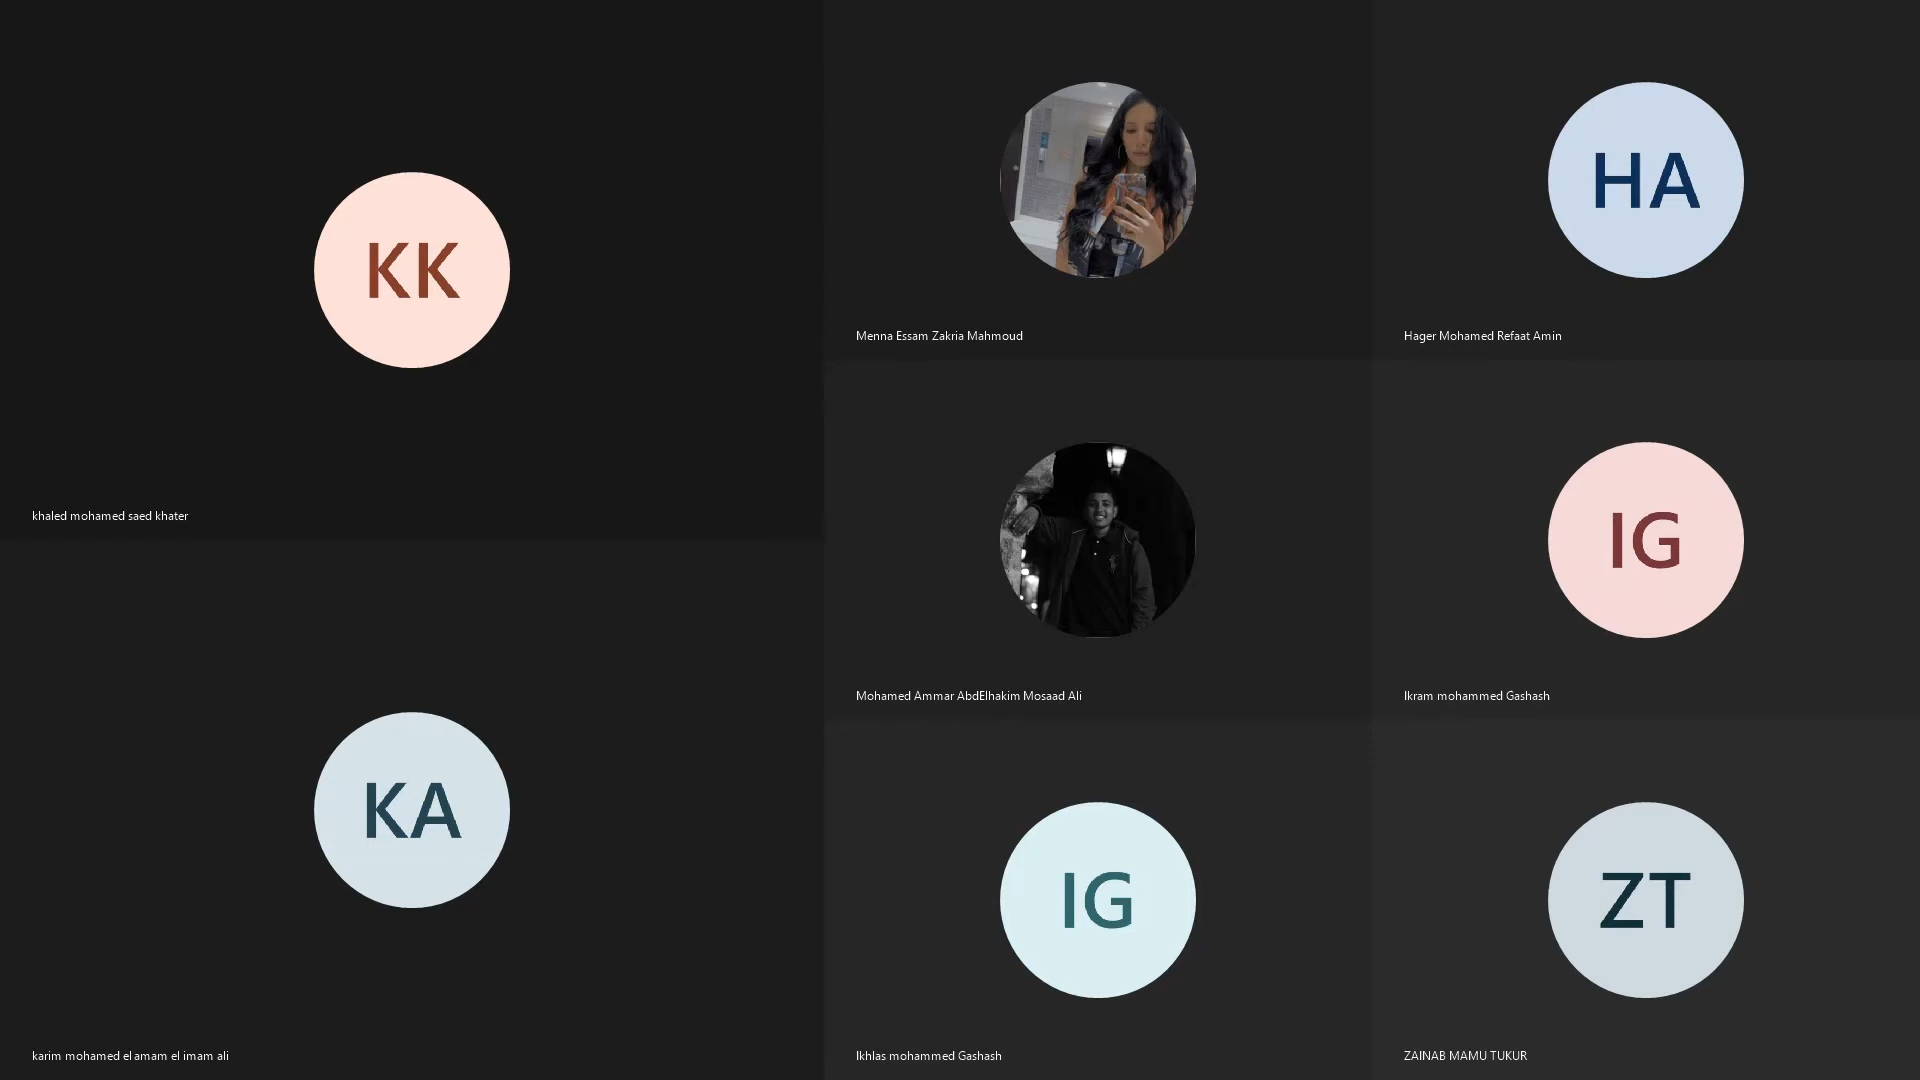 KK
khaled mohamed saed khater
KA
karim mohamed el amam el imam ali
Menna Essam Zakria Mahmoud
HA
Hager Mohamed Refaat Amin
Mohamed Ammar AbdElhakim Mosaad Ali
IG
Ikram mohammed Gashash
IG
Ikhlas mohammed Gashash
ZT
ZAINAB MAMU TUKUR